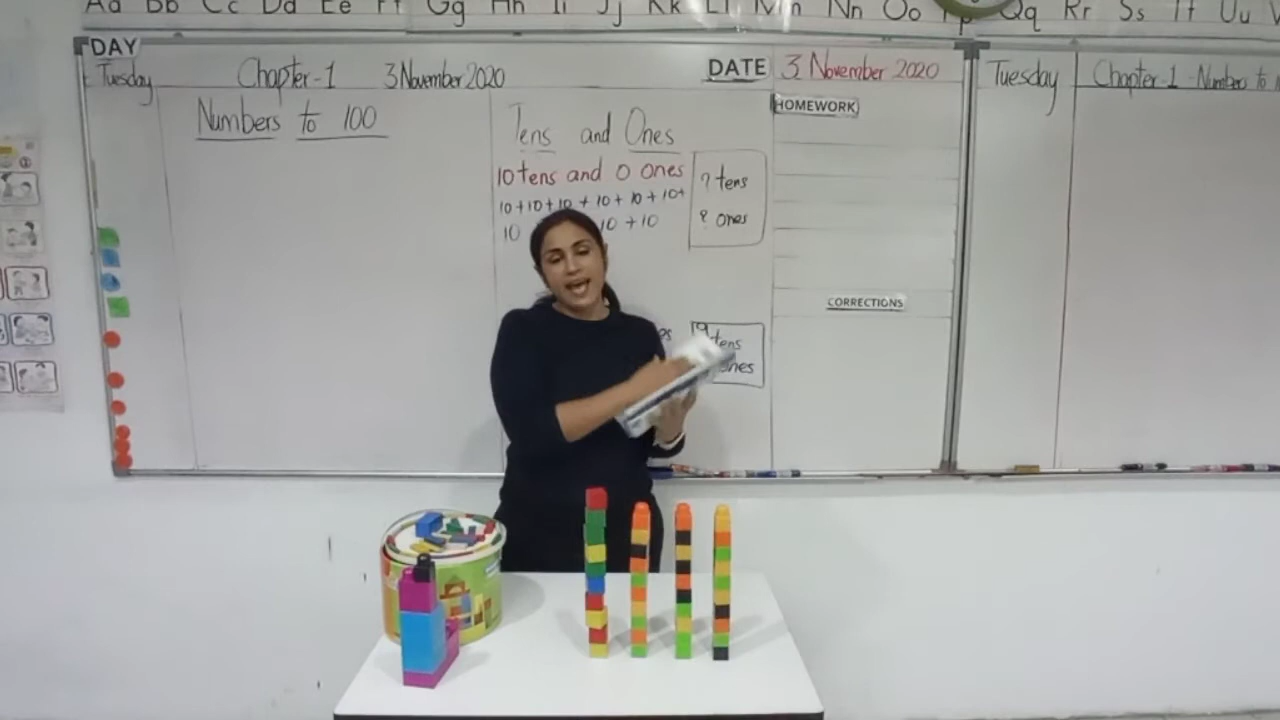 Aa Bb Cc Dd Ee Ff Gg Hh Ii Jj Kk Ll Mm Nn Oo Pp Qq Rr Ss Tt Uu V
DAY
Tuesday Chapter-1 3 November 2020
Numbers to 100
Tens and Ones
10 tens and 0 ones
10+10+10+10+10+10+
10 10 +10
? tens
? ones
9 tens
ones
DATE 3 November 2020
HOMEWORK
CORRECTIONS
Tuesday Chapter 1 - Numbers to